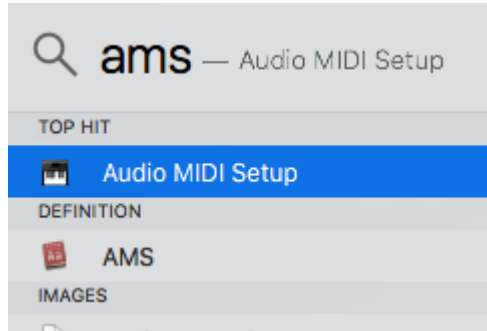 ams — Audio MIDI Setup
TOP HIT
Audio MIDI Setup
DEFINITION
AMS
IMAGES